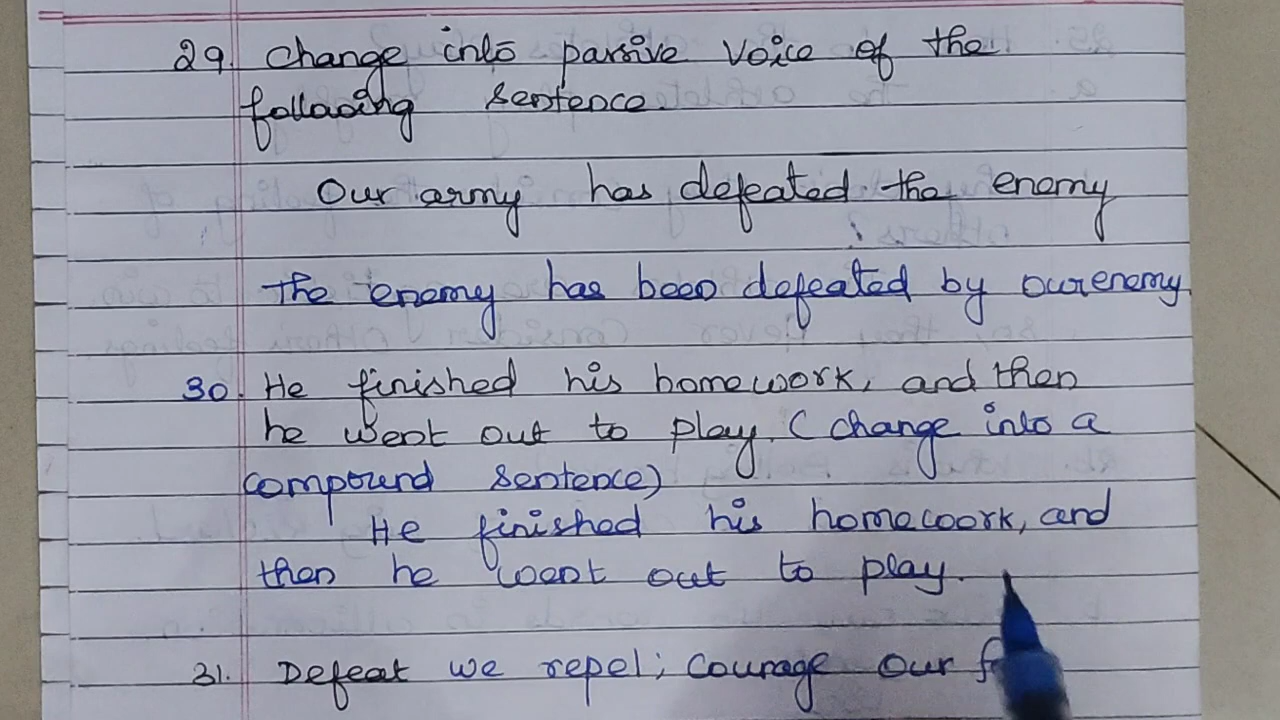 29. Change into passive voice of the
following sentence.
Our army has defeated the enemy
The enemy has been defeated by our enemy
30. He finished his homework, and then
he went out to play. (change into a
compound sentence)
He finished his homework, and
then he went out to play.
31. Defeat we repel; courage our